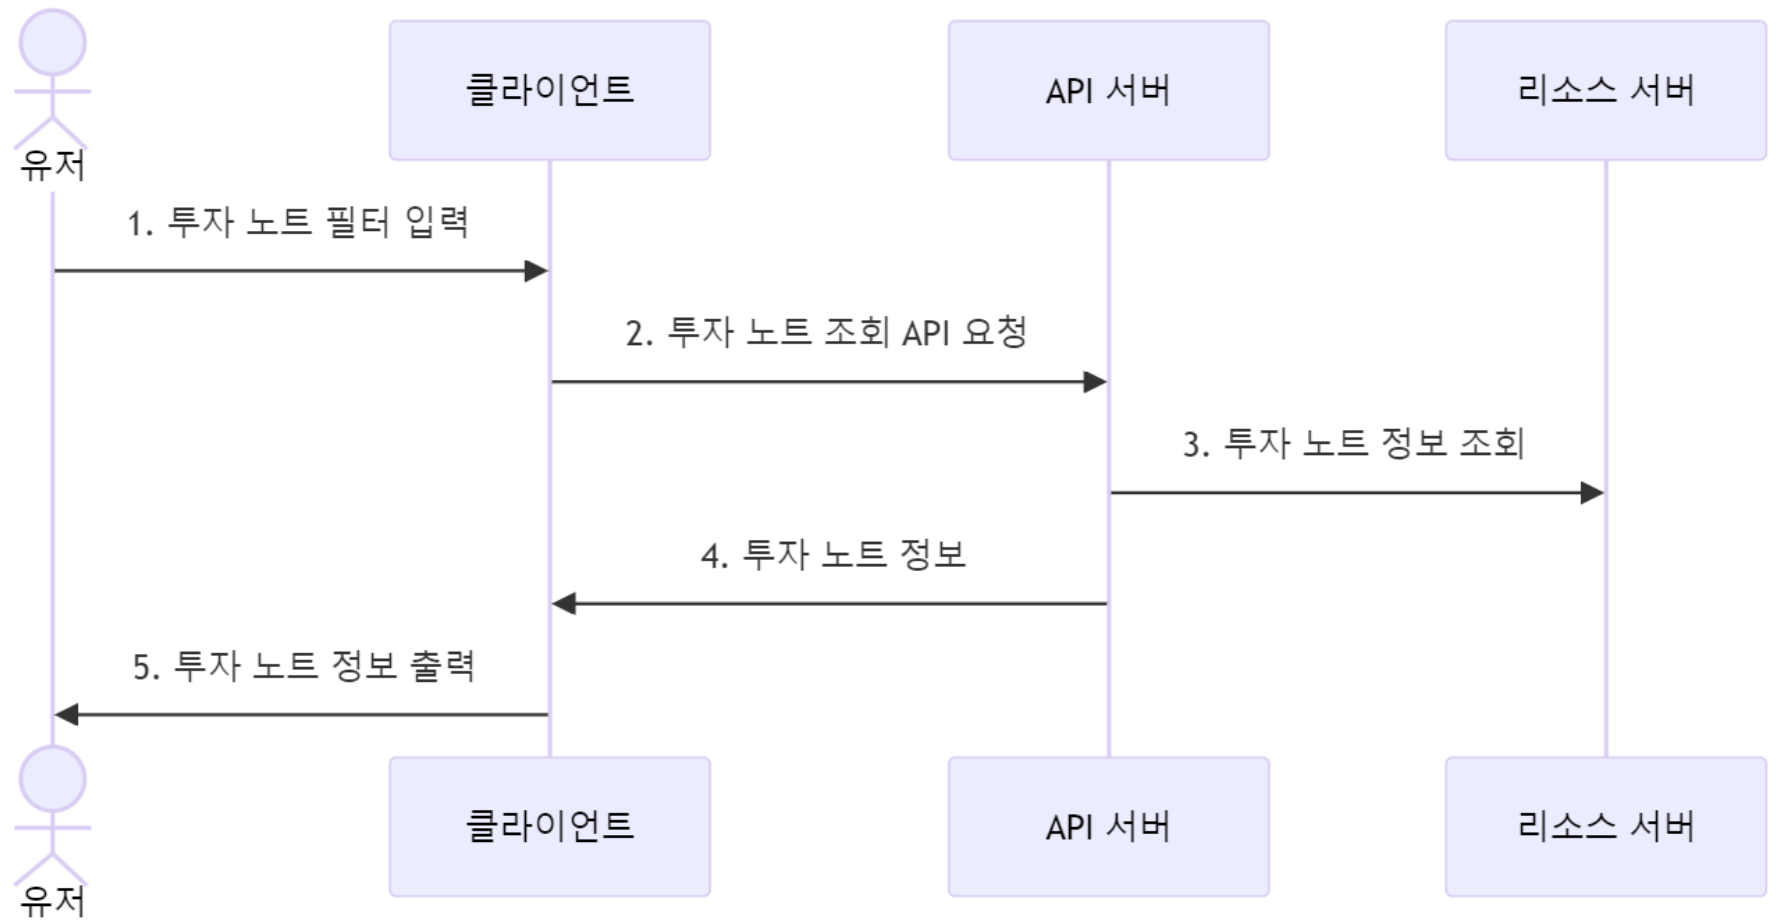 클라이언트
API 서버
리소스 서버
유저
1. 투자 노트 필터 입력
2. 투자 노트 조회 API 요청
3. 투자 노트 정보 조회
4. 투자 노트 정보
5. 투자 노트 정보 출력
클라이언트
API 서버
리소스 서버
유저